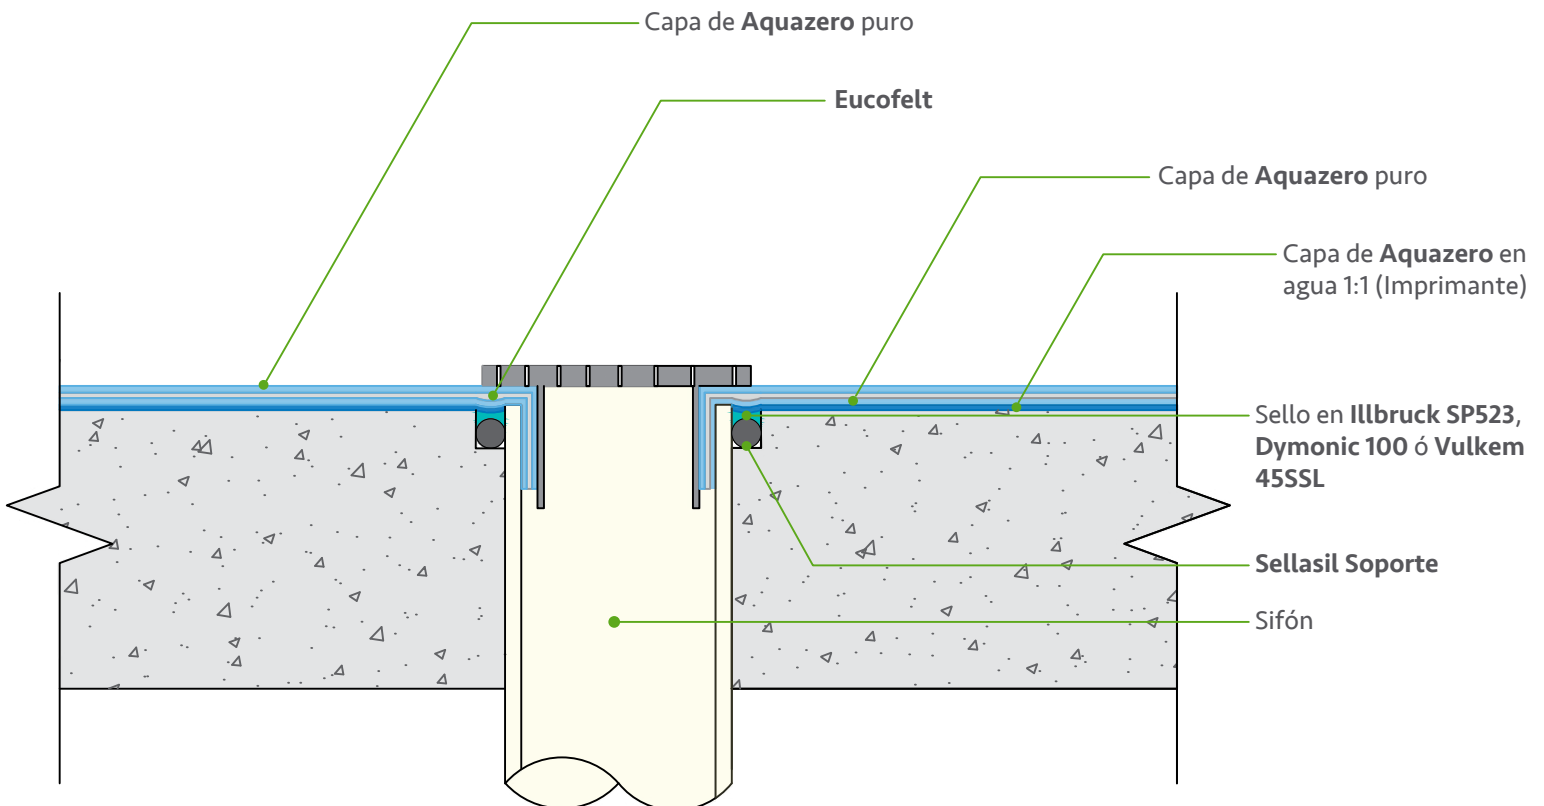 Capa de Aquazero puro
Eucofelt
Capa de Aquazero puro
Capa de Aquazero en
agua 1:1 (Imprimante)
Sello en Illbruck SP523,
Dymonic 100 ó Vulkem
45SSL
Sellasil Soporte
Sifón